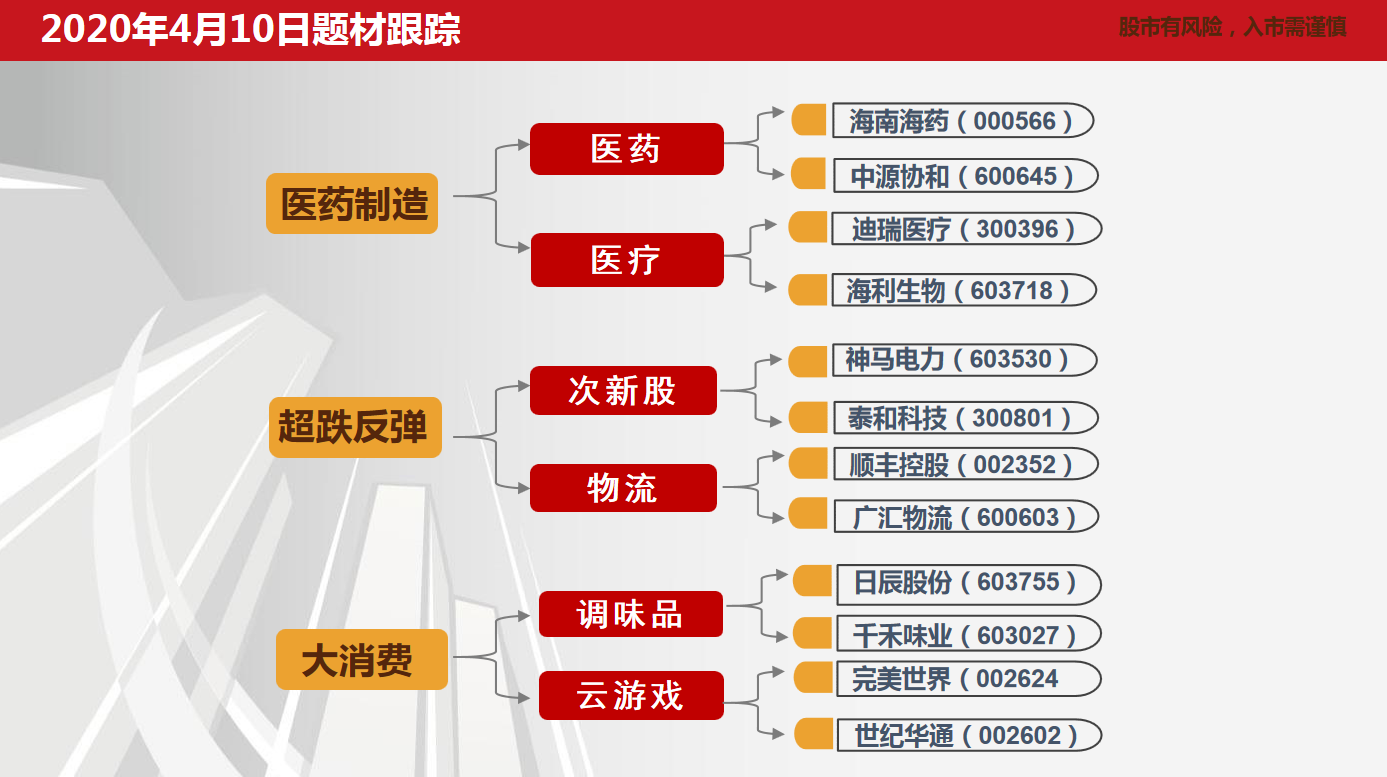 2020年4月10日题材跟踪
股市有风险，入市需谨慎
医药制造
医药
海南海药（000566）
中源协和（600645）
医疗
迪瑞医疗（300396）
海利生物（603718）
超跌反弹
次新股
神马电力（603530）
泰和科技（300801）
物流
顺丰控股（002352）
广汇物流（600603）
大消费
调味品
日辰股份（603755）
千禾味业（603027）
云游戏
完美世界（002624
世纪华通（002602）